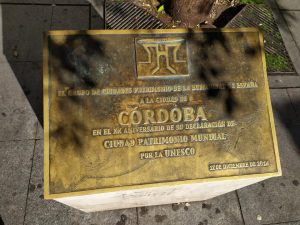 EL GRUPO DE CIUDADES PATRIMONIO DE LA HUMANIDAD DE ESPAÑA
A LA CIUDAD DE
CÓRDOBA
EN EL XX ANIVERSARIO DE SU DECLARACIÓN DE
CIUDAD PATRIMONIO MUNDIAL
POR LA UNESCO
17 DE DICIEMBRE DE 2014